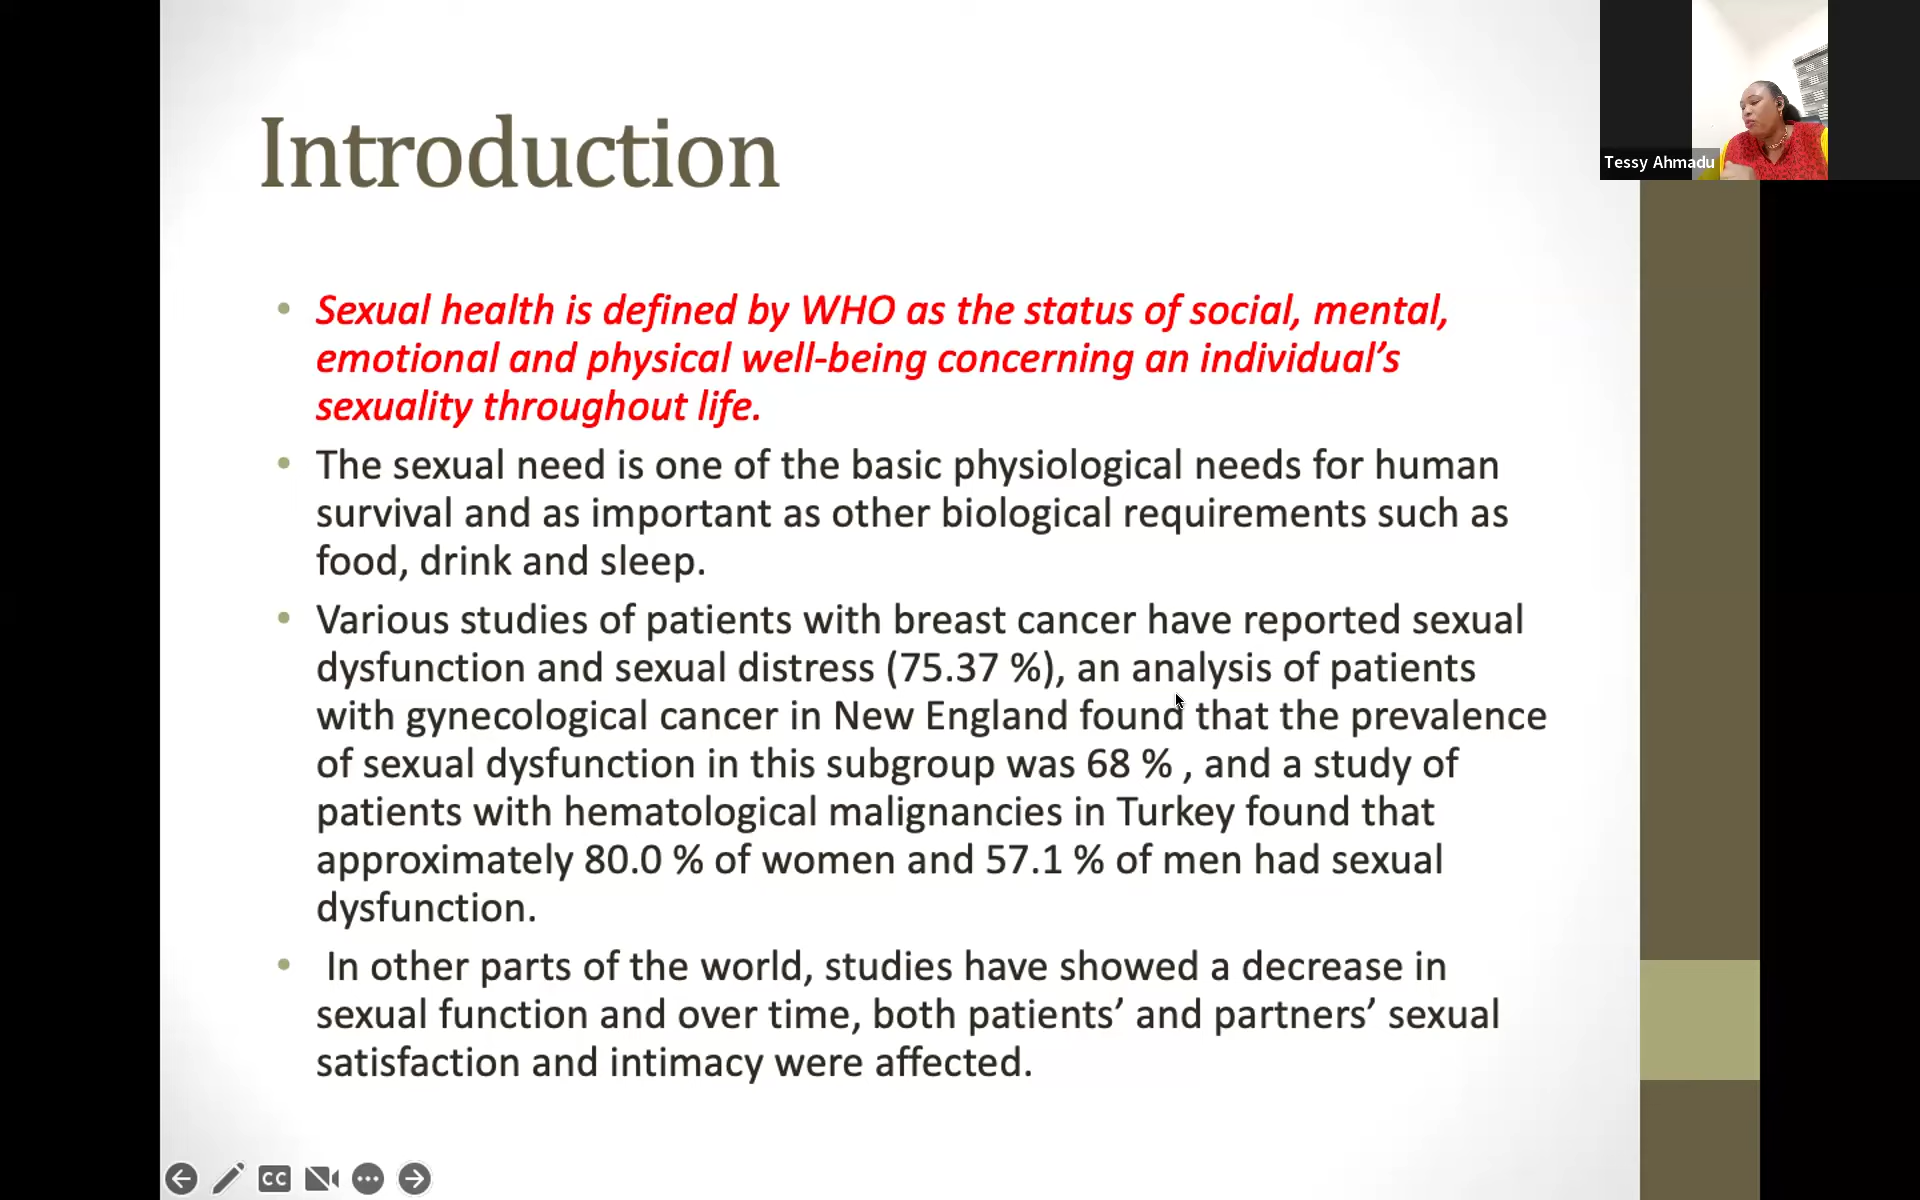 Introduction
Tessy Ahmadu
• Sexual health is defined by WHO as the status of social, mental,
emotional and physical well-being concerning an individual’s
sexuality throughout life.
• The sexual need is one of the basic physiological needs for human
survival and as important as other biological requirements such as
food, drink and sleep.
• Various studies of patients with breast cancer have reported sexual
dysfunction and sexual distress (75.37 %), an analysis of patients
with gynecological cancer in New England found that the prevalence
of sexual dysfunction in this subgroup was 68 % , and a study of
patients with hematological malignancies in Turkey found that
approximately 80.0 % of women and 57.1 % of men had sexual
dysfunction.
• In other parts of the world, studies have showed a decrease in
sexual function and over time, both patients’ and partners’ sexual
satisfaction and intimacy were affected.
CC